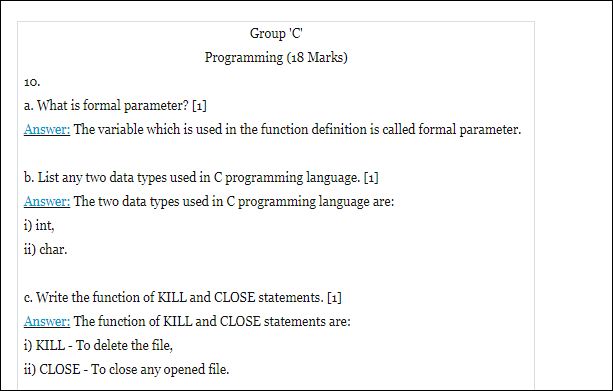 Group 'C'
Programming (18 Marks)
10.
a. What is formal parameter? [1]
Answer: The variable which is used in the function definition is called formal parameter.
b. List any two data types used in C programming language. [1]
Answer: The two data types used in C programming language are:
i) int,
ii) char.
c. Write the function of KILL and CLOSE statements. [1]
Answer: The function of KILL and CLOSE statements are:
i) KILL - To delete the file,
ii) CLOSE - To close any opened file.